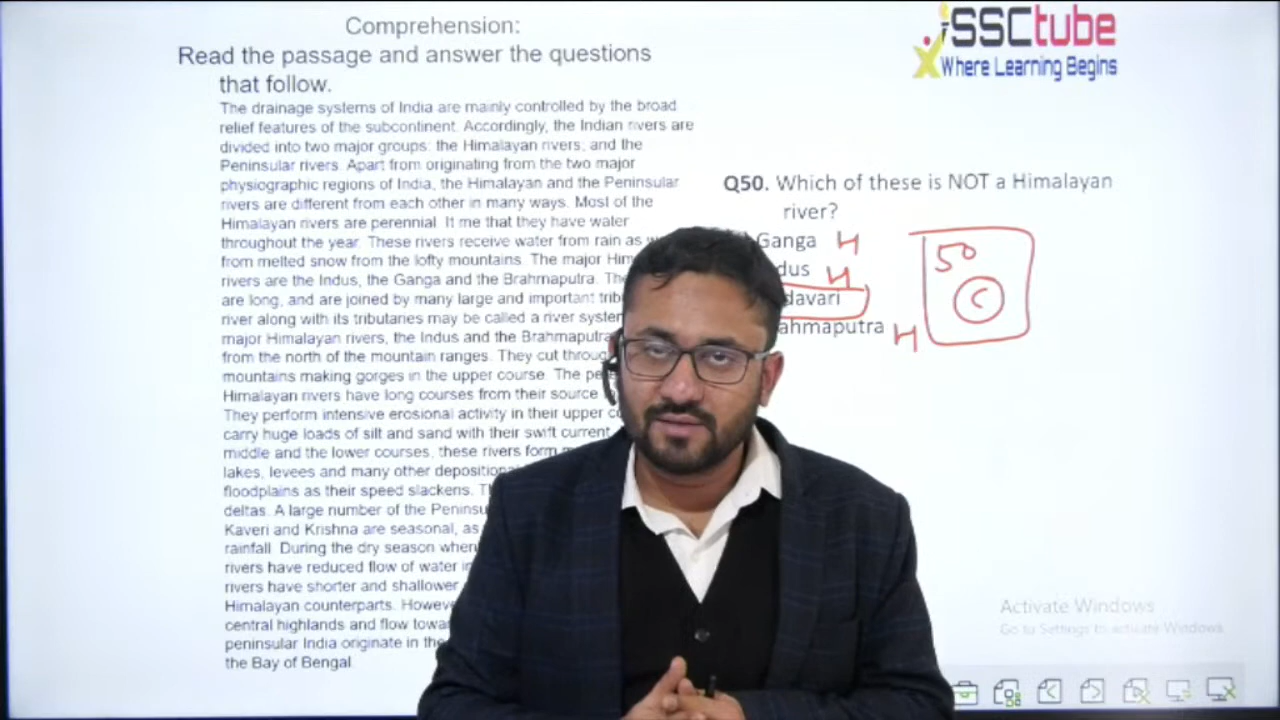 Comprehension:
Read the passage and answer the questions
that follow.
The drainage systems of India are mainly controlled by the broad
relief features of the subcontinent. Accordingly, the Indian rivers are
divided into two major groups: the Himalayan rivers; and the
Peninsular rivers. Apart from originating from the two major
physiographic regions of India, the Himalayan and the Peninsular
rivers are different from each other in many ways. Most of the
Himalayan rivers are perennial. It me that they have water
throughout the year. These rivers receive water from rain as
from melted snow from the lofty mountains. The major
rivers are the Indus, the Ganga and the Brahmaputra.
are long, and are joined by many large and important
river along with its tributaries may be called a river
major Himalayan rivers, the Indus and the Brahmaputra
from the north of the mountain ranges. They cut
mountains making gorges in the upper course. The
Himalayan rivers have long courses from their source
They perform intensive erosional activity in their upper
carry huge loads of silt and sand with their swift current.
middle and the lower courses, these rivers form
lakes, levees and many other
floodplains as their speed slackens.
deltas. A large number of the
Kaveri and Krishna are seasonal, as
rainfall. During the dry season
rivers have reduced flow of water
rivers have shorter and shallower
Himalayan counterparts.
central highlands and flow
peninsular India originate in the
the Bay of Bengal.
SSCtube
Where Learning Begins
Q50. Which of these is NOT a Himalayan
river?
Ganga H
dus H
davari
ahmaputra H
50
C
Activate Windows
Go to Settings to activate Windows.